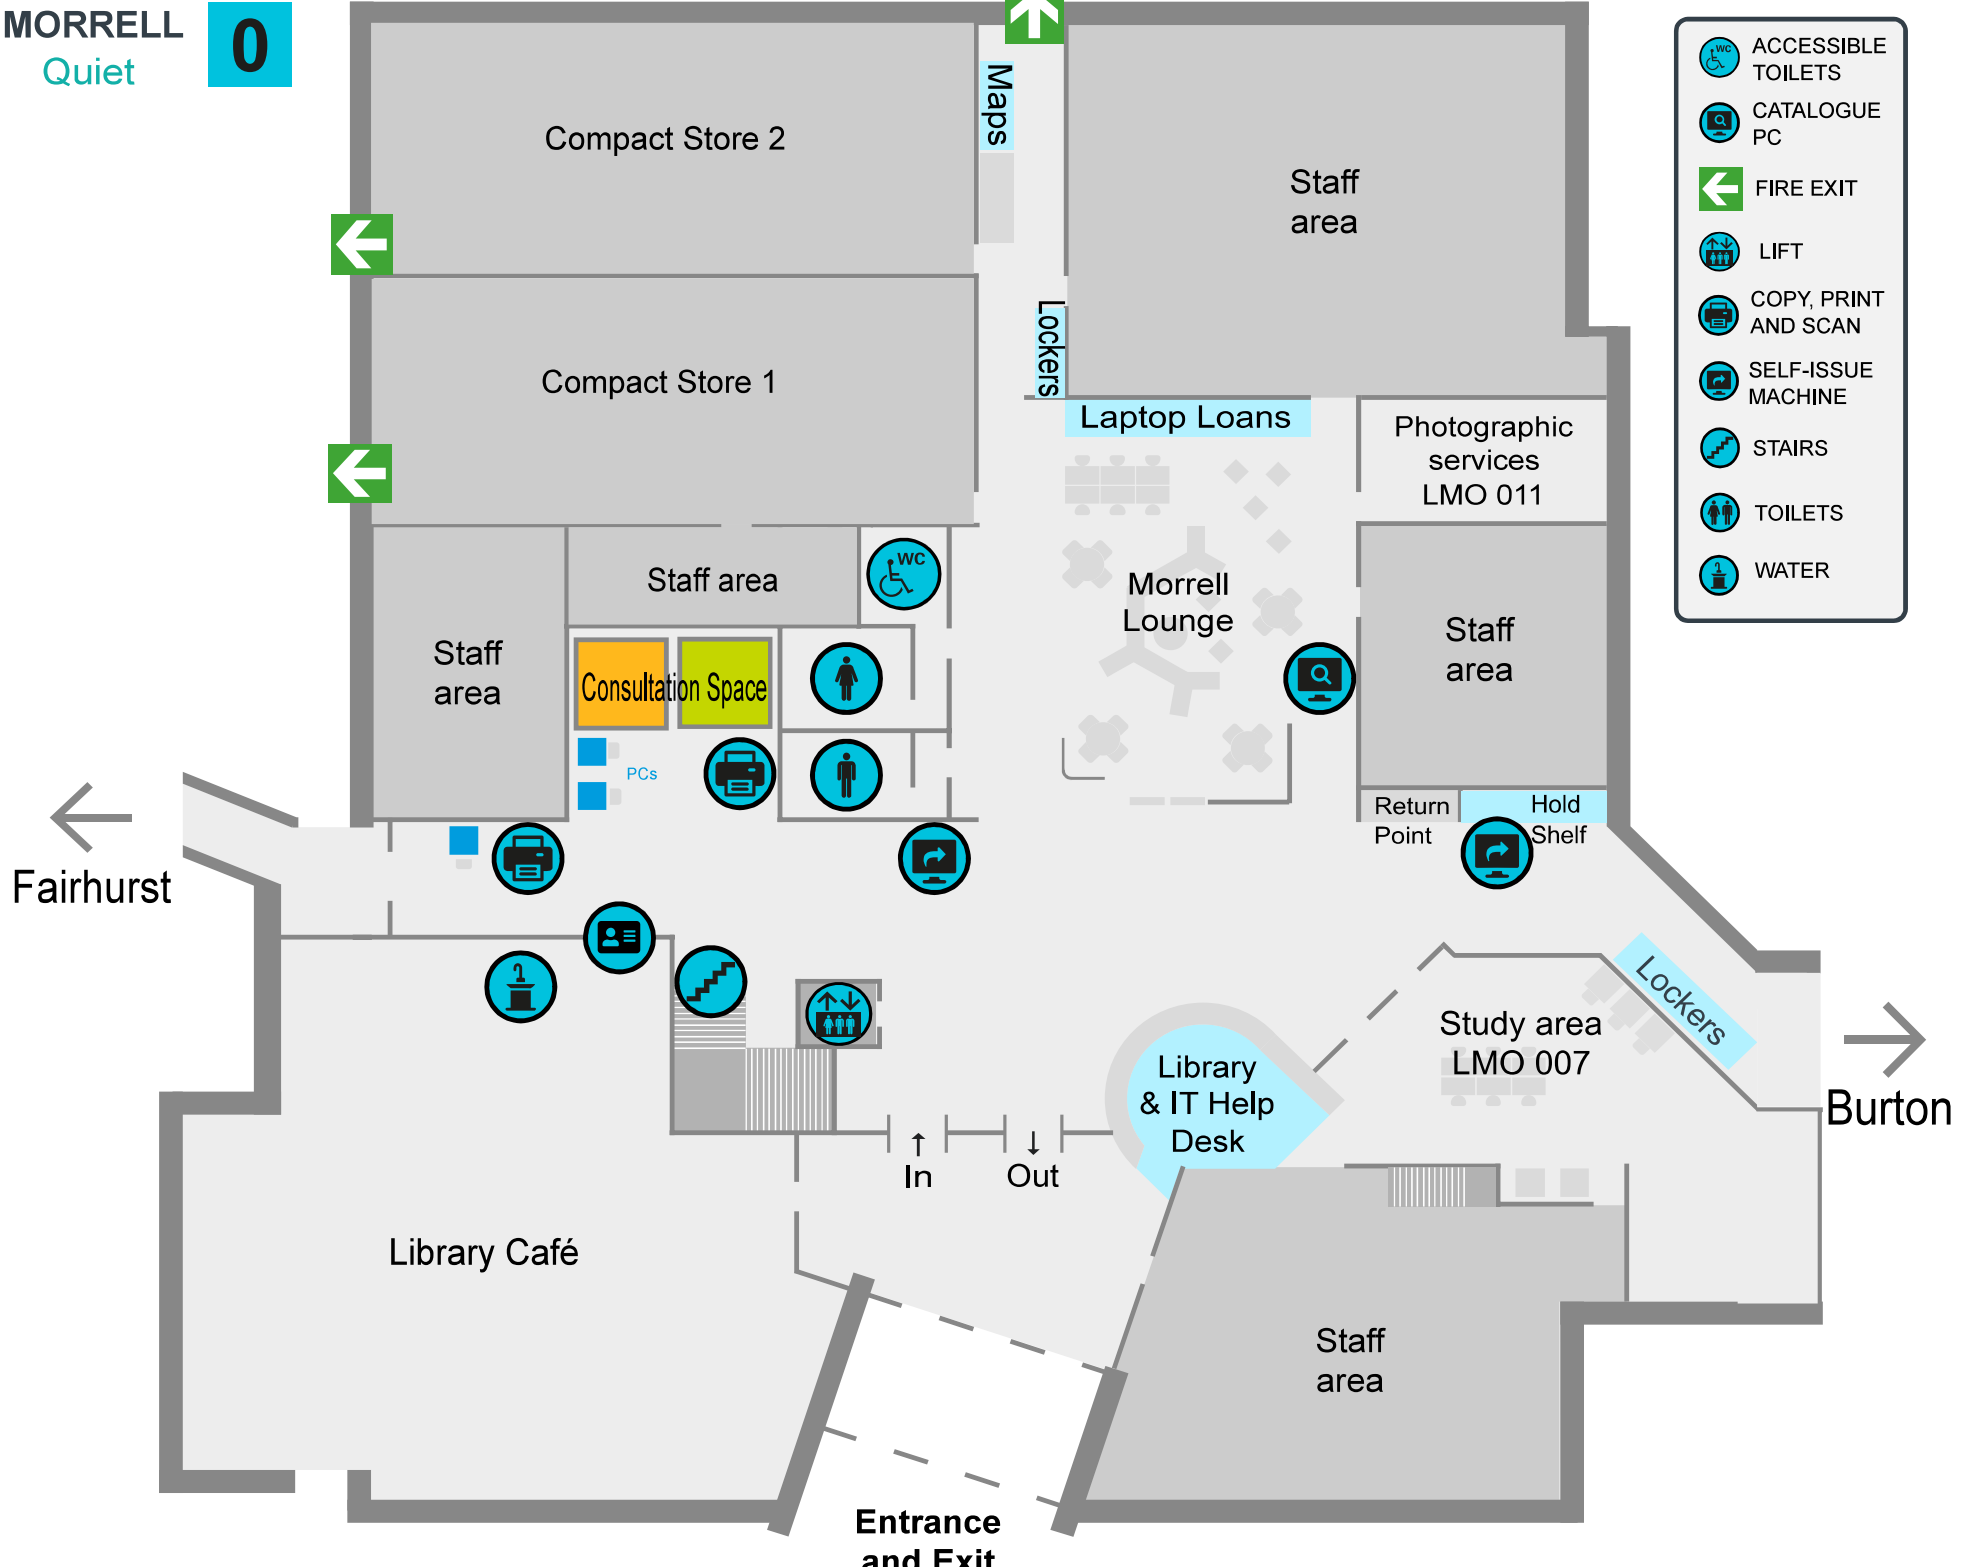 MORRELL
Quiet
0
Maps
Compact Store 2
Staff
area
ACCESSIBLE
TOILETS
CATALOGUE
PC
FIRE EXIT
LIFT
COPY, PRINT
AND SCAN
SELF-ISSUE
MACHINE
STAIRS
TOILETS
WATER
WC
Compact Store 1
Lockers
Laptop Loans
Photographic
services
LMO 011
Staff area
WC
Staff
area
Consultation Space
PCs
Morrell
Lounge
Staff
area
Return
Point
Hold
Shelf
Fairhurst
Lockers
Study area
LMO 007
Library
& IT Help
Desk
Burton
In
Out
Library Café
Staff
area
Entrance
and Exit